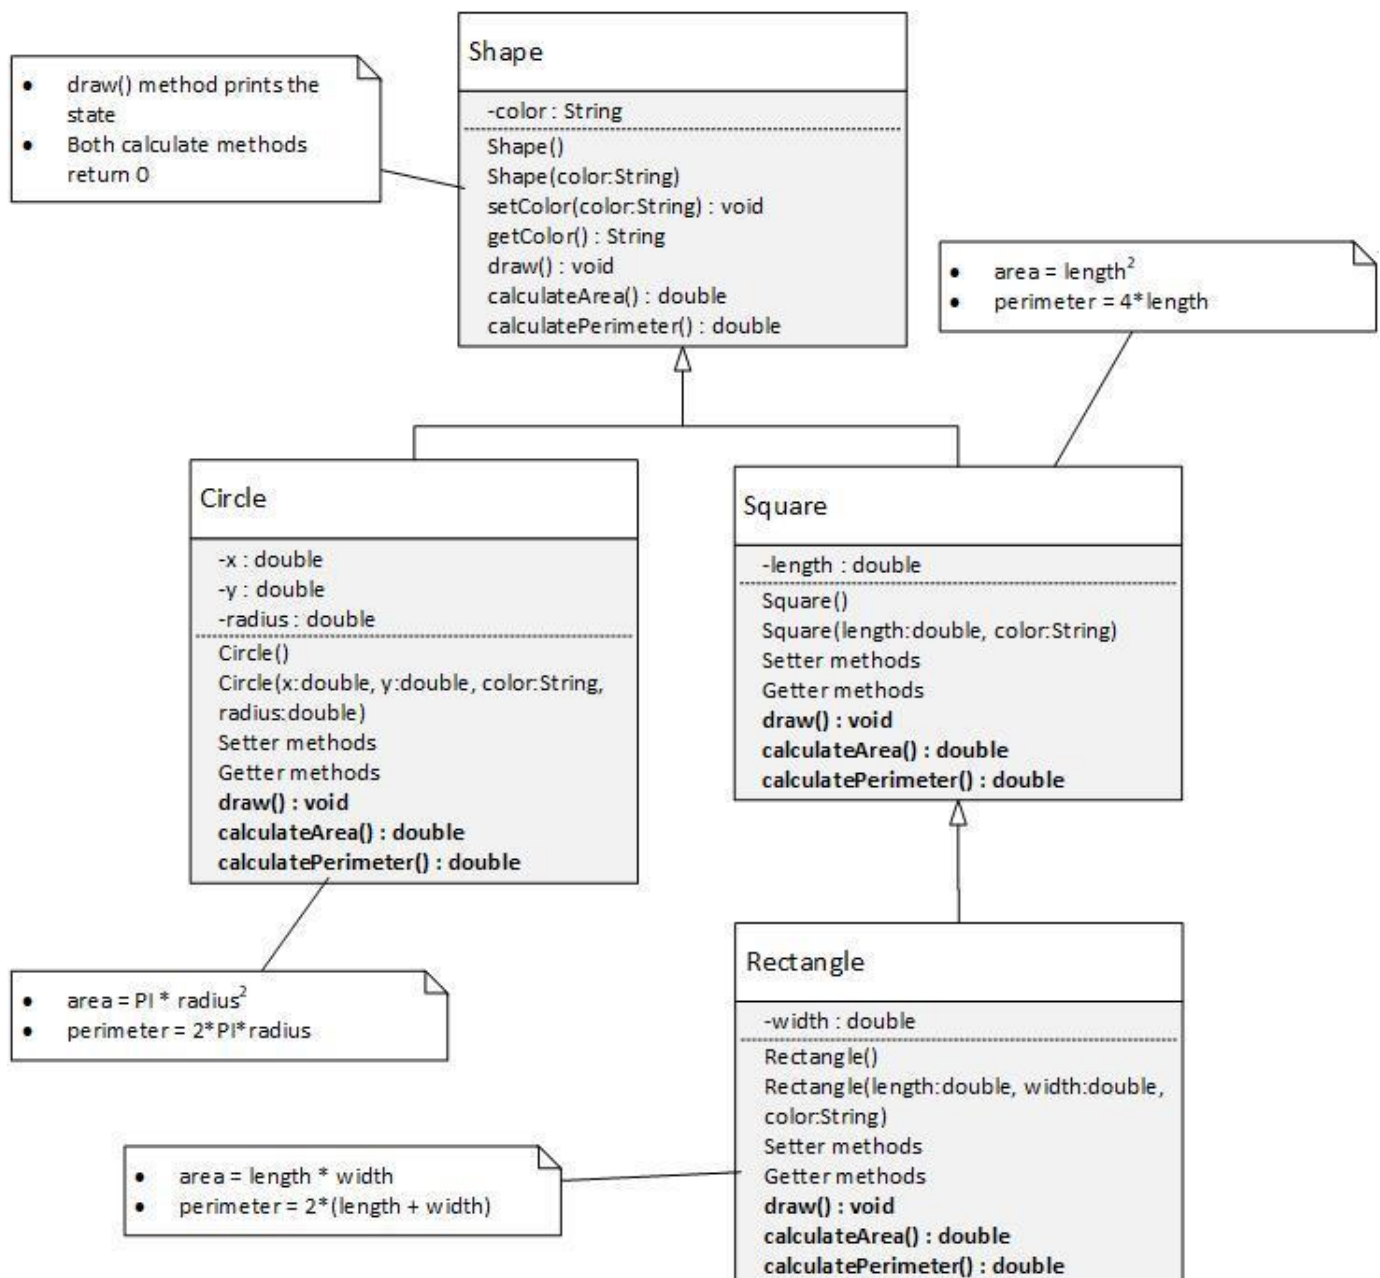 Shape
-color : String
Shape()
Shape(color:String)
setColor(color:String) : void
getColor() : String
draw() : void
calculateArea() : double
calculatePerimeter() : double
● draw() method prints the
state
● Both calculate methods
return 0
● area = length²
● perimeter = 4*length
Circle
-x : double
-y : double
-radius : double
Circle()
Circle(x:double, y:double, color:String,
radius:double)
Setter methods
Getter methods
draw() : void
calculateArea() : double
calculatePerimeter() : double
Square
-length : double
Square()
Square(length:double, color:String)
Setter methods
Getter methods
draw() : void
calculateArea() : double
calculatePerimeter() : double
● area = PI * radius²
● perimeter = 2*PI*radius
Rectangle
-width : double
Rectangle()
Rectangle(length:double, width:double,
color:String)
Setter methods
Getter methods
draw() : void
calculateArea() : double
calculatePerimeter() : double
● area = length * width
● perimeter = 2*(length + width)